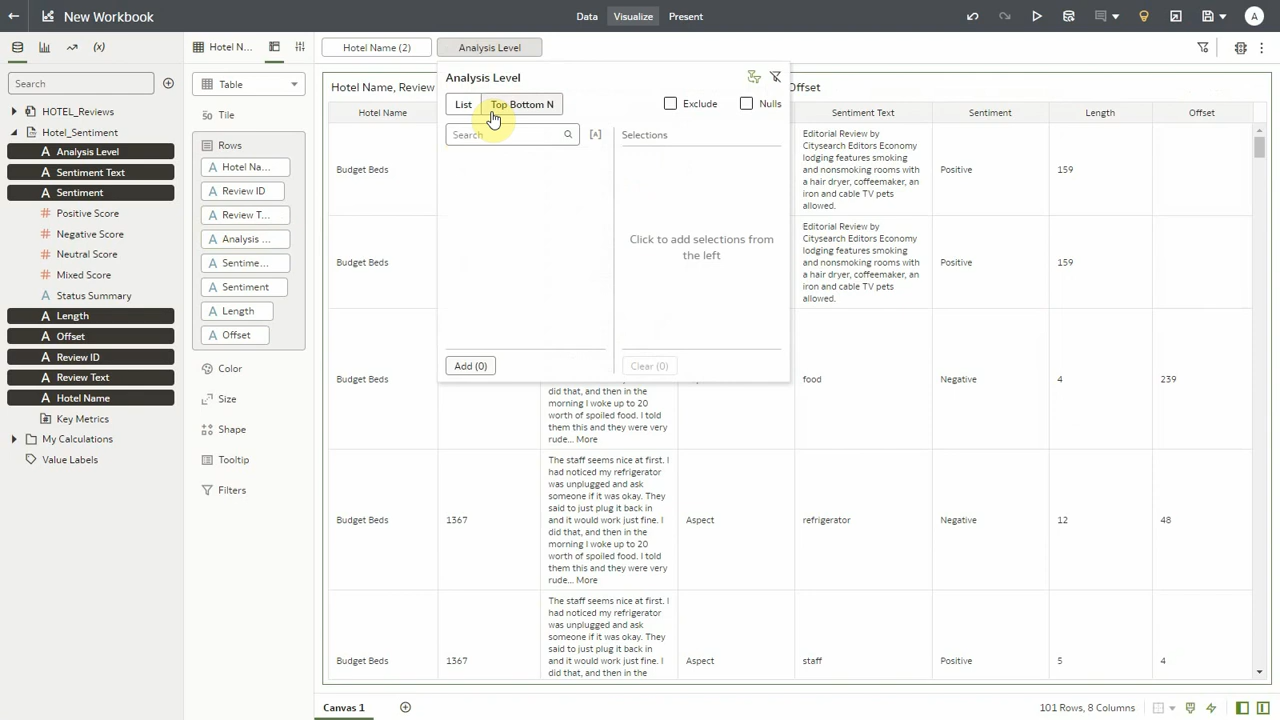 New Workbook
Data
Visualize
Present
A
(x)
Search
HOTEL_Reviews
Hotel_Sentiment
A Analysis Level
A Sentiment Text
A Sentiment
# Positive Score
# Negative Score
# Neutral Score
# Mixed Score
A Status Summary
A Length
A Offset
A Review ID
A Review Text
A Hotel Name
Key Metrics
My Calculations
Value Labels
Hotel N...
Table
Tile
Rows
A Hotel Na...
A Review ID
A Review T...
A Analysis ...
A Sentime...
A Sentiment
A Length
A Offset
Color
Size
Shape
Tooltip
Filters
Hotel Name (2)
Analysis Level
Analysis Level
List
Top Bottom N
Exclude
Nulls
Search
[A]
Selections
Click to add selections from
the left
Add (0)
Clear (0)
Hotel Name, Review
Offset
Hotel Name
Sentiment Text
Sentiment
Length
Offset
Budget Beds
Editorial Review by
Citysearch Editors Economy
lodging features smoking
and nonsmoking rooms with
a hair dryer, coffeemaker, an
iron and cable TV pets
allowed.
Positive
159
Budget Beds
Editorial Review by
Citysearch Editors Economy
lodging features smoking
and nonsmoking rooms with
a hair dryer, coffeemaker, an
iron and cable TV pets
allowed.
Positive
159
Budget Beds
did that, and then in the
morning I woke up to 20
worth of spoiled food. I told
them this and they were very
rude... More
food
Negative
4
239
Budget Beds
1367
The staff seems nice at first. I
had noticed my refrigerator
was unplugged and ask
someone if it was okay. They
said to just plug it back in
and it would work just fine. I
did that, and then in the
morning I woke up to 20
worth of spoiled food. I told
them this and they were very
rude... More
Aspect
refrigerator
Negative
12
48
Budget Beds
1367
The staff seems nice at first. I
had noticed my refrigerator
was unplugged and ask
someone if it was okay. They
said to just plug it back in
and it would work just fine. I
did that, and then in the
Aspect
staff
Positive
5
4
Canvas 1
101 Rows, 8 Columns